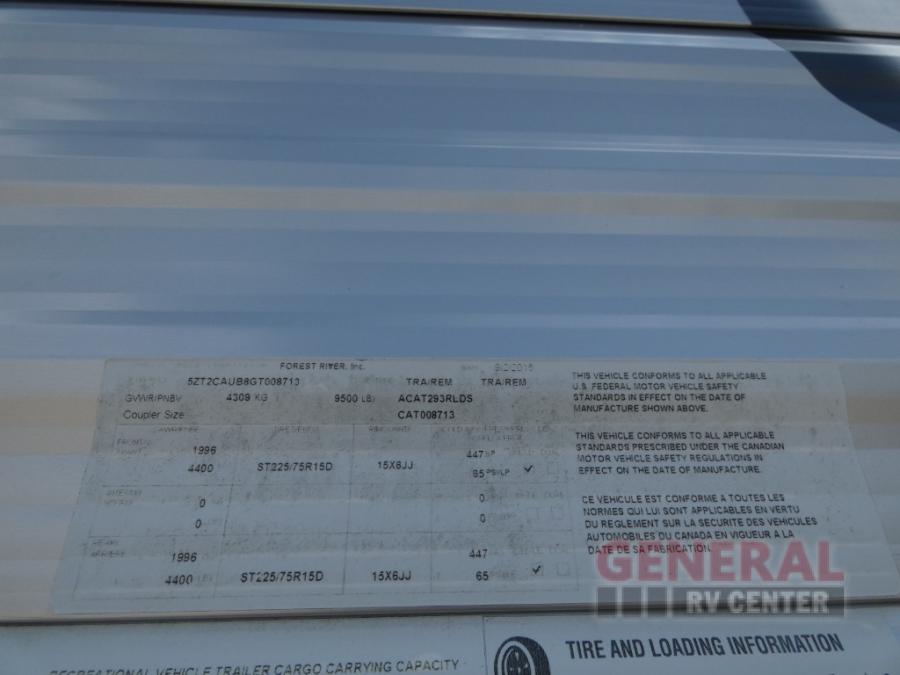 FOREST RIVER, Inc.
5ZT2CAUB8GT008713 TRA/REM TRA/REM
GVWR/PNBV 4309 KG ( 9500 LB) ACAT293RLDS
Coupler Size CAT008713
1996 447
4400 ST225/75R15D 15X6JJ 65
0 0
0 0
1996 447
4400 ST225/75R15D 15X6JJ 65
THIS VEHICLE CONFORMS TO ALL APPLICABLE
U.S. FEDERAL MOTOR VEHICLE SAFETY
STANDARDS IN EFFECT ON THE DATE OF
MANUFACTURE SHOWN ABOVE.
THIS VEHICLE CONFORMS TO ALL APPLICABLE
STANDARDS PRESCRIBED UNDER THE CANADIAN
MOTOR VEHICLE SAFETY REGULATIONS IN
EFFECT ON THE DATE OF MANUFACTURE.
CE VEHICULE EST CONFORME A TOUTES LES
NORMES QUI LUI SONT APPLICABLES EN VERTU
DU REGLEMENT SUR LA SECURITE DES VEHICULES
AUTOMOBILES DU CANADA EN VIGUEUR A LA
DATE DE SA FABRICATION.
GENERAL
RV CENTER
RECREATIONAL VEHICLE TRAILER CARGO CARRYING CAPACITY
TIRE AND LOADING INFORMATION